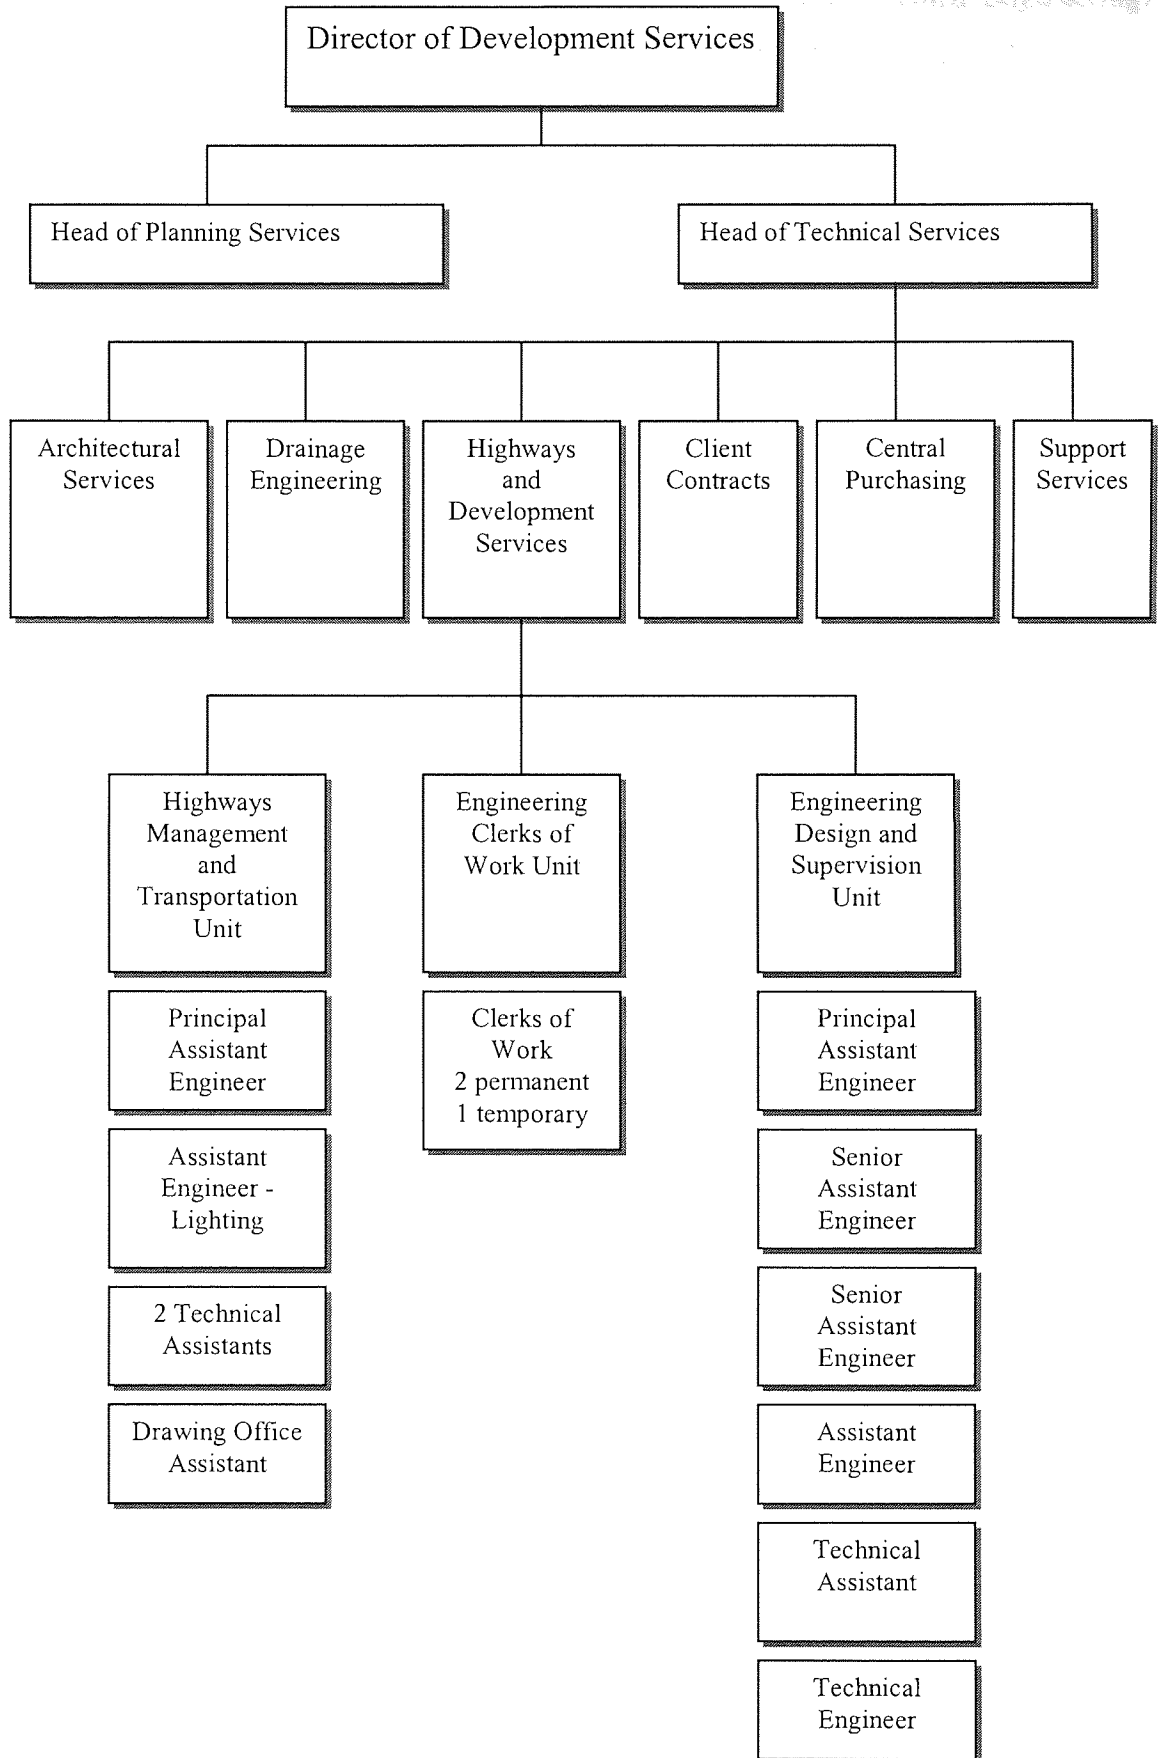 Director of Development Services
Head of Planning Services
Head of Technical Services
Architectural
Services
Drainage
Engineering
Highways
and
Development
Services
Client
Contracts
Central
Purchasing
Support
Services
Highways
Management
and
Transportation
Unit
Engineering
Clerks of
Work Unit
Engineering
Design and
Supervision
Unit
Principal
Assistant
Engineer
Assistant
Engineer -
Lighting
2 Technical
Assistants
Drawing Office
Assistant
Clerks of
Work
2 permanent
1 temporary
Principal
Assistant
Engineer
Senior
Assistant
Engineer
Senior
Assistant
Engineer
Assistant
Engineer
Technical
Assistant
Technical
Engineer